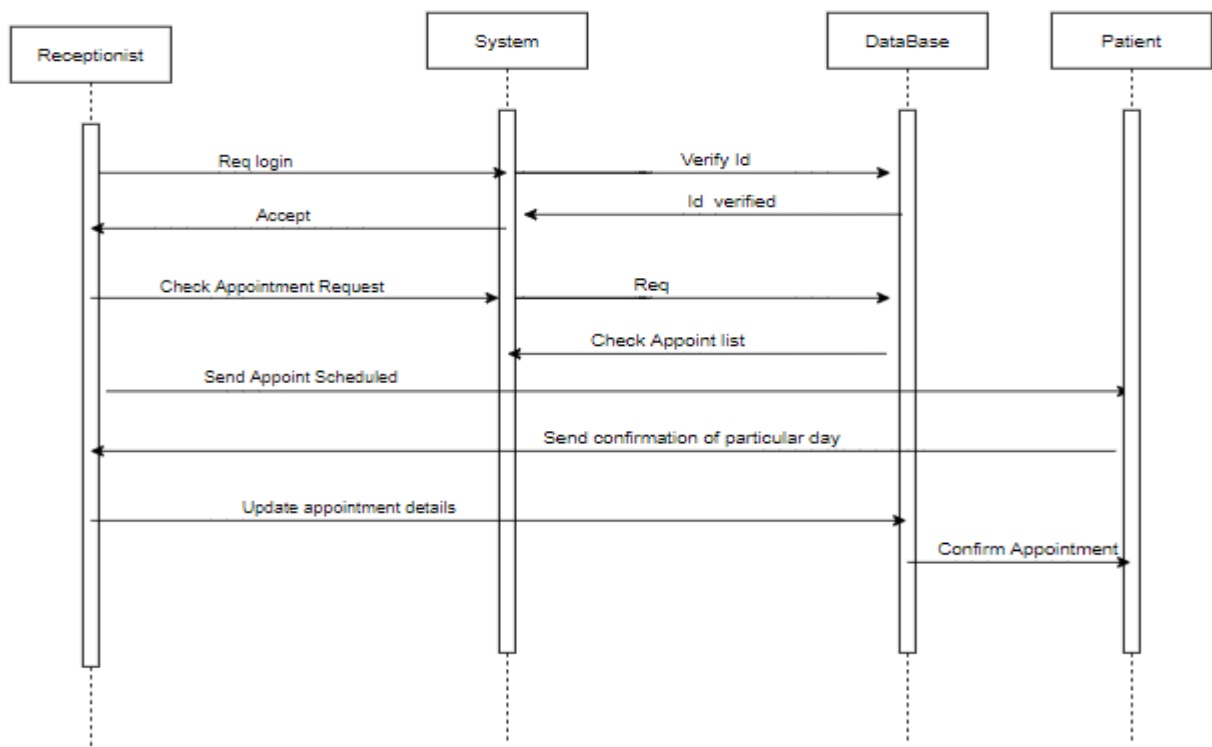 Receptionist
System
DataBase
Patient
Req login
Verify Id
Id verified
Accept
Check Appointment Request
Req
Check Appoint list
Send Appoint Scheduled
Send confirmation of particular day
Update appointment details
Confirm Appointment